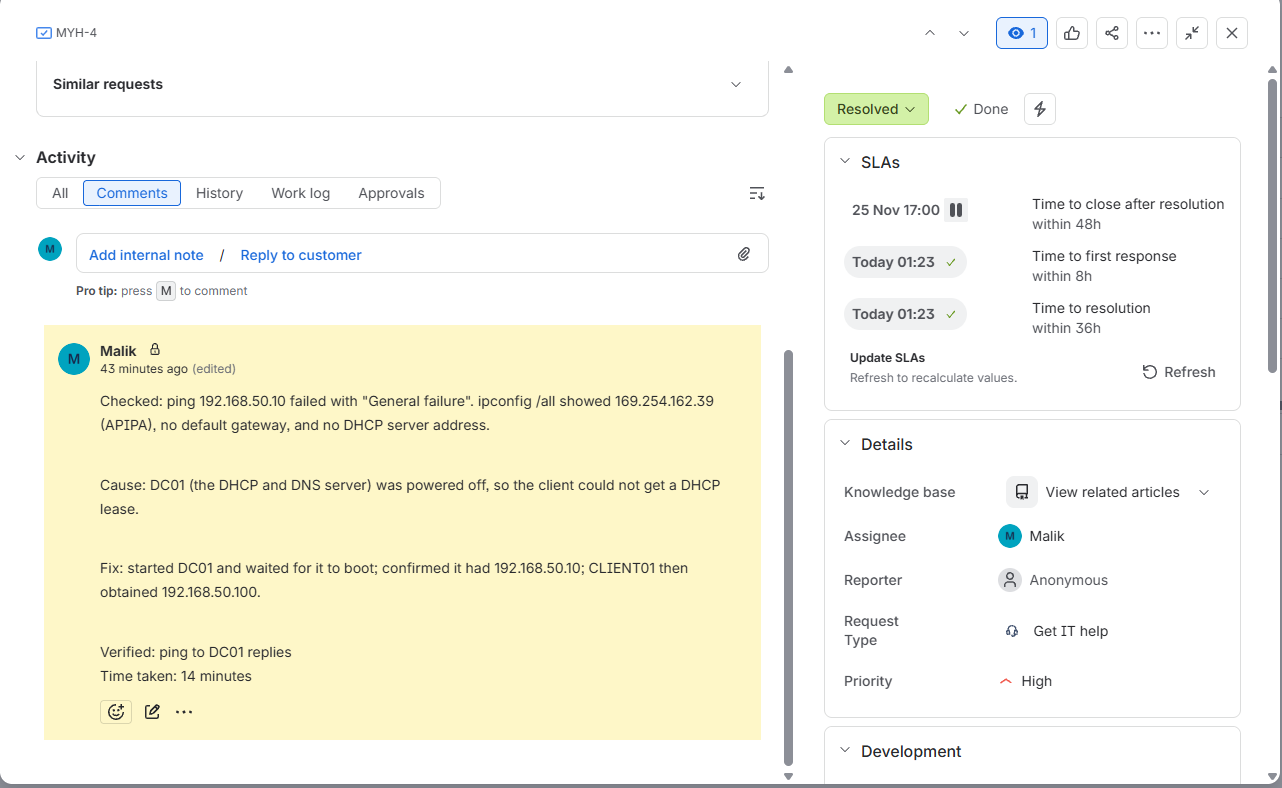 MYH-4
1
Similar requests
Activity
All Comments History Work log Approvals
M
Add internal note / Reply to customer
Pro tip: press M to comment
M
Malik
43 minutes ago (edited)
Checked: ping 192.168.50.10 failed with "General failure". ipconfig /all showed 169.254.162.39
(APIPA), no default gateway, and no DHCP server address.
Cause: DC01 (the DHCP and DNS server) was powered off, so the client could not get a DHCP
lease.
Fix: started DC01 and waited for it to boot; confirmed it had 192.168.50.10; CLIENT01 then
obtained 192.168.50.100.
Verified: ping to DC01 replies
Time taken: 14 minutes
Resolved Done
SLAs
25 Nov 17:00 Time to close after resolution
within 48h
Today 01:23 Time to first response
within 8h
Today 01:23 Time to resolution
within 36h
Update SLAs
Refresh to recalculate values.
Refresh
Details
Knowledge base View related articles
Assignee M Malik
Reporter Anonymous
Request
Type
Get IT help
Priority High
Development